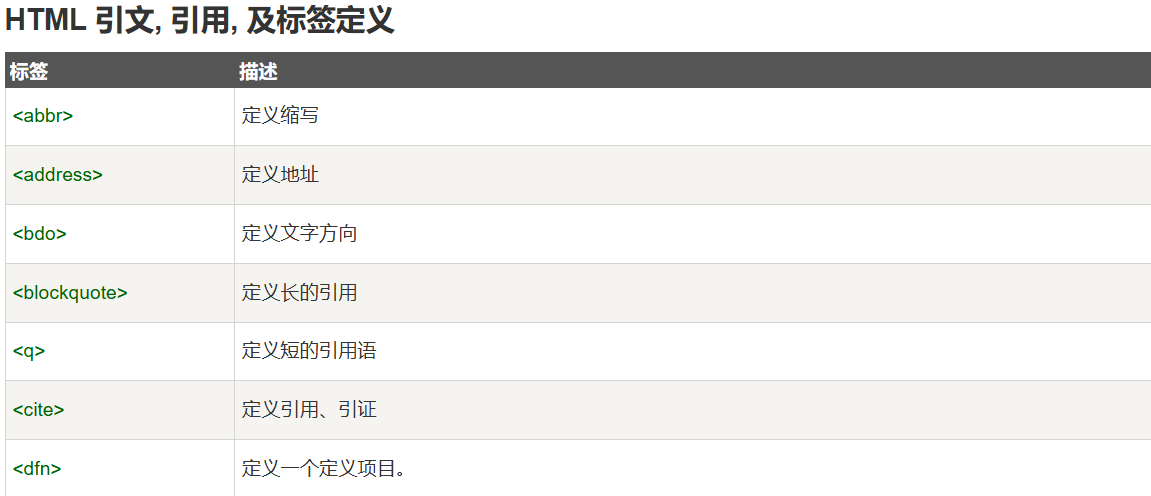 HTML 引文, 引用, 及标签定义
标签 描述
<abbr> 定义缩写
<address> 定义地址
<bdo> 定义文字方向
<blockquote> 定义长的引用
<q> 定义短的引用语
<cite> 定义引用、引证
<dfn> 定义一个定义项目。